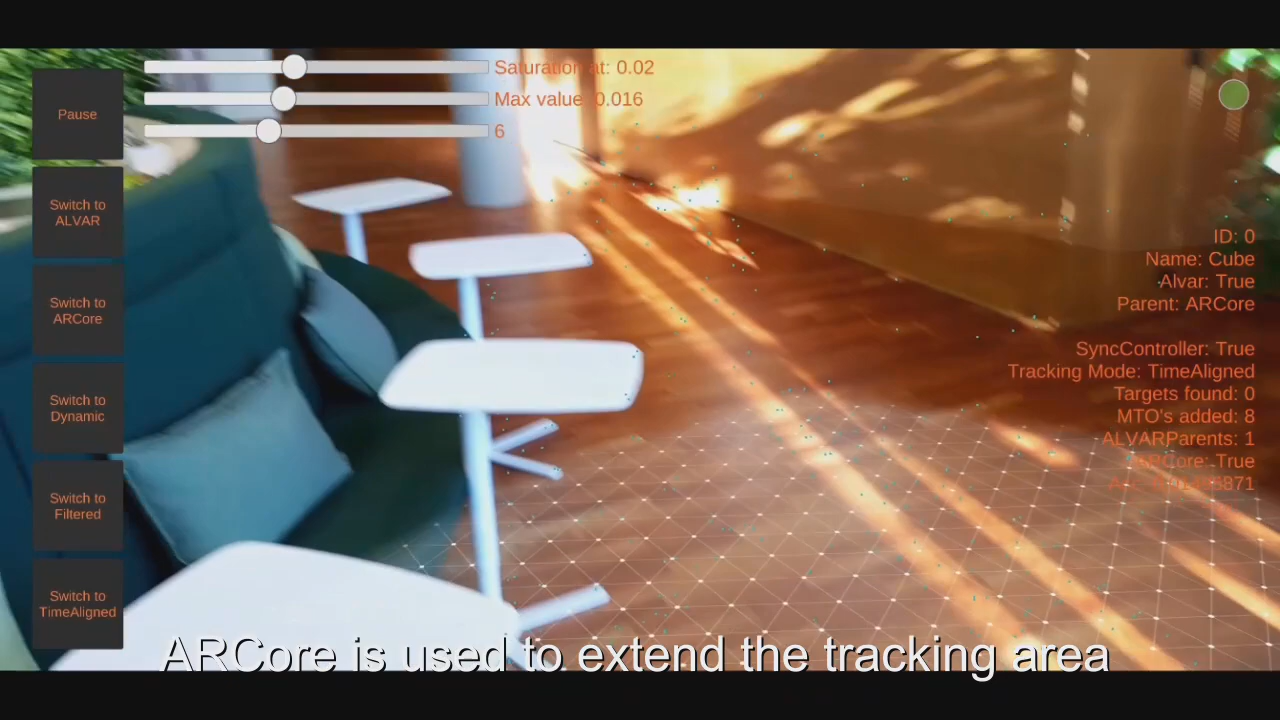 Saturation at: 0.02
Max value: 0.016
6
Pause
Switch to
ALVAR
Switch to
ARCore
Switch to
Dynamic
Switch to
Filtered
Switch to
TimeAligned
ID: 0
Name: Cube
Alvar: True
Parent: ARCore
SyncController: True
Tracking Mode: TimeAligned
Targets found: 0
MTO's added: 8
ALVARParents: 1
ARCore: True
ARCore is used to extend the tracking area